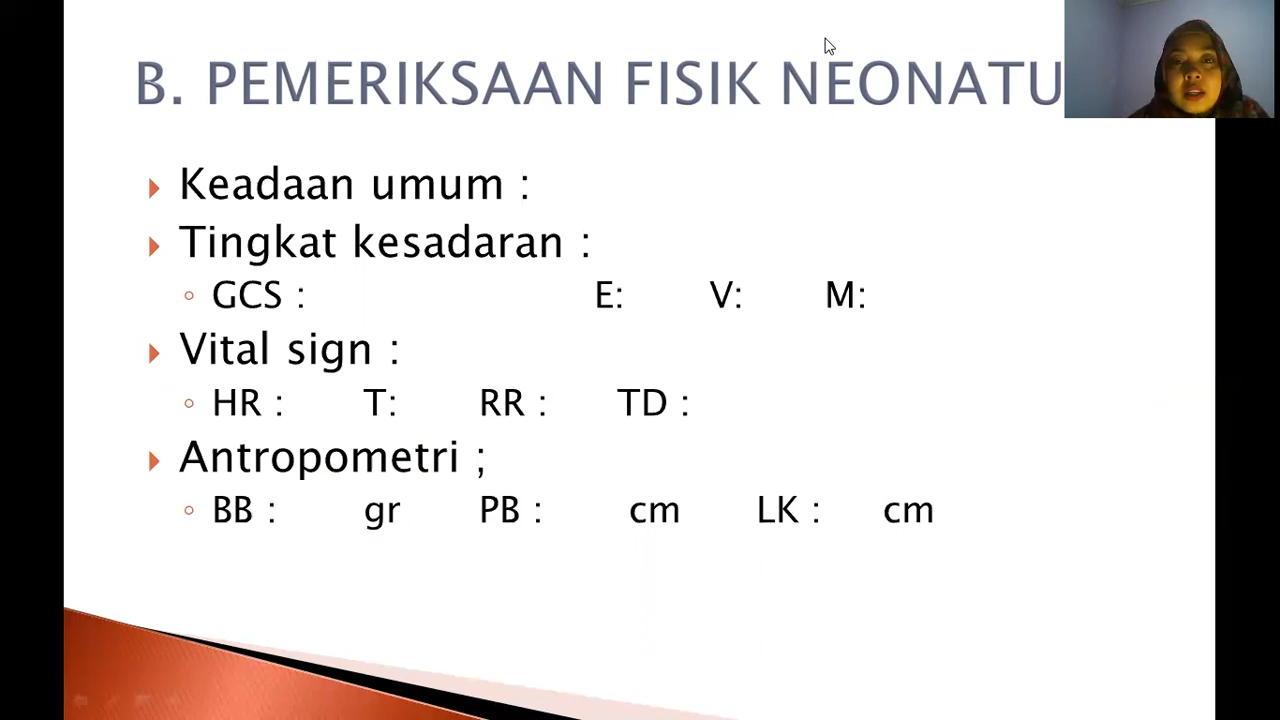 B. PEMERIKSAAN FISIK NEONATU
Keadaan umum :
Tingkat kesadaran :
GCS : E: V: M:
Vital sign :
HR : T: RR : TD :
Antropometri ;
BB : gr PB : cm LK : cm